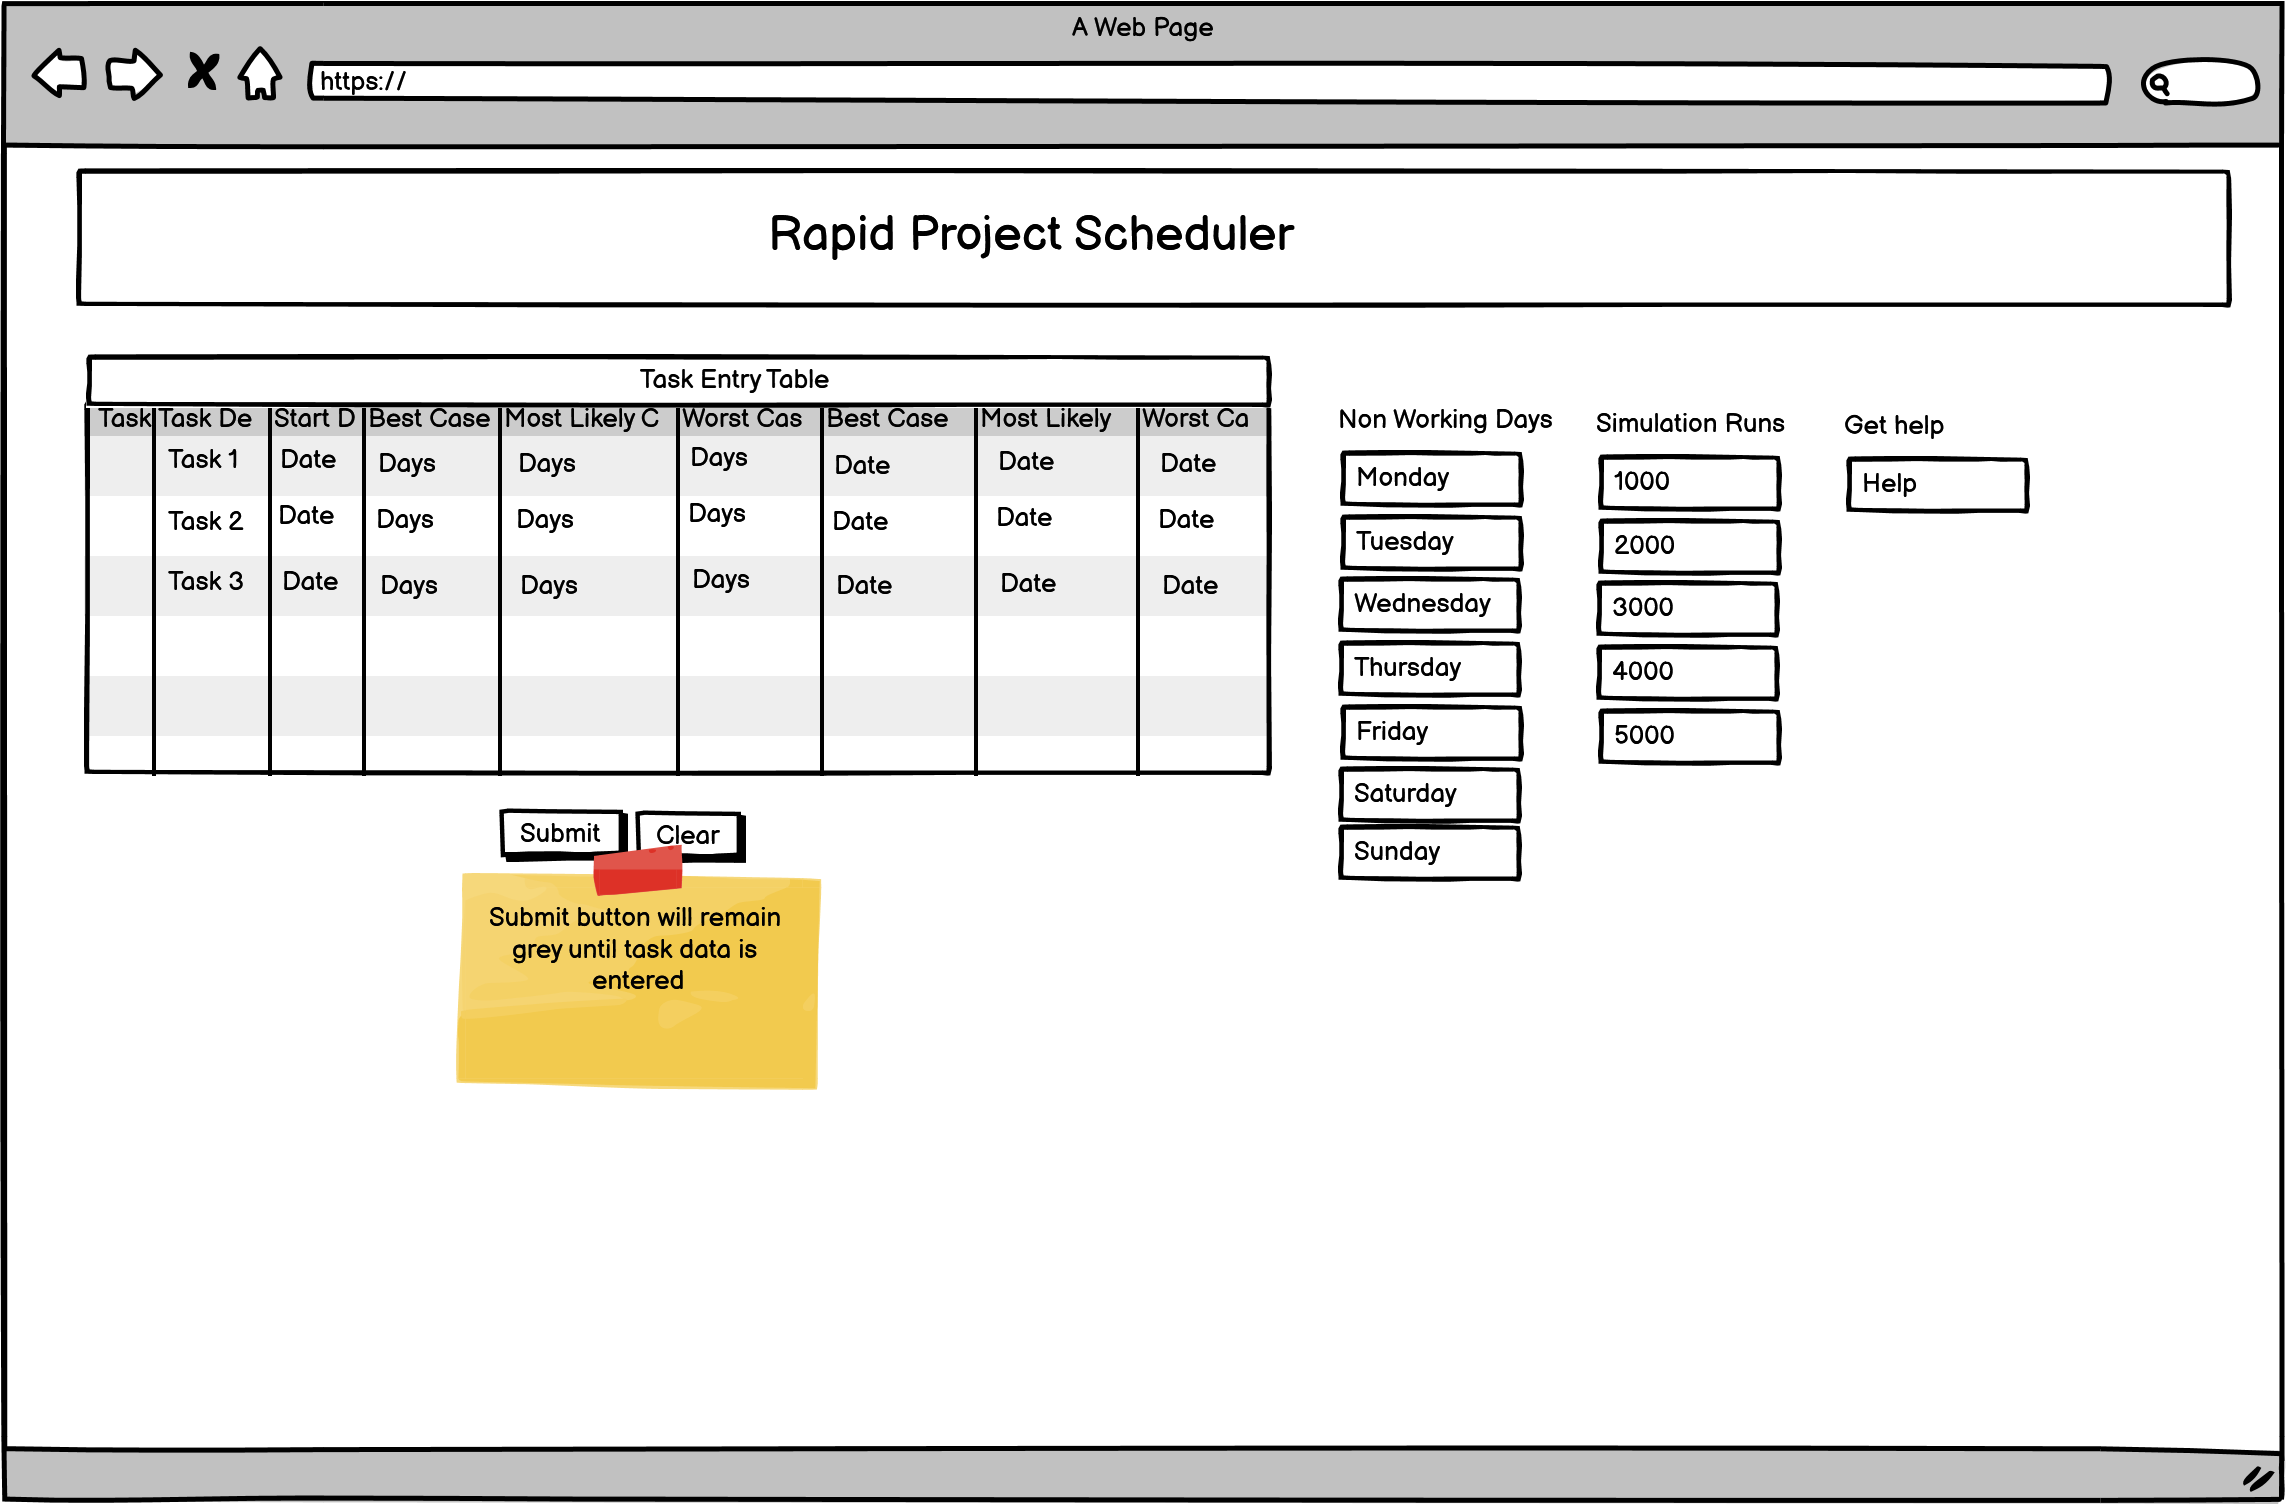 A Web Page
https://
Rapid Project Scheduler
Task Entry Table
Task Task De Start D Best Case Most Likely C Worst Cas Best Case Most Likely Worst Ca
Task 1 Date Days Days Days Date Date Date
Task 2 Date Days Days Days Date Date Date
Task 3 Date Days Days Days Date Date Date
Submit Clear
Submit button will remain
grey until task data is
entered
Non Working Days
Monday
Tuesday
Wednesday
Thursday
Friday
Saturday
Sunday
Simulation Runs
1000
2000
3000
4000
5000
Get help
Help